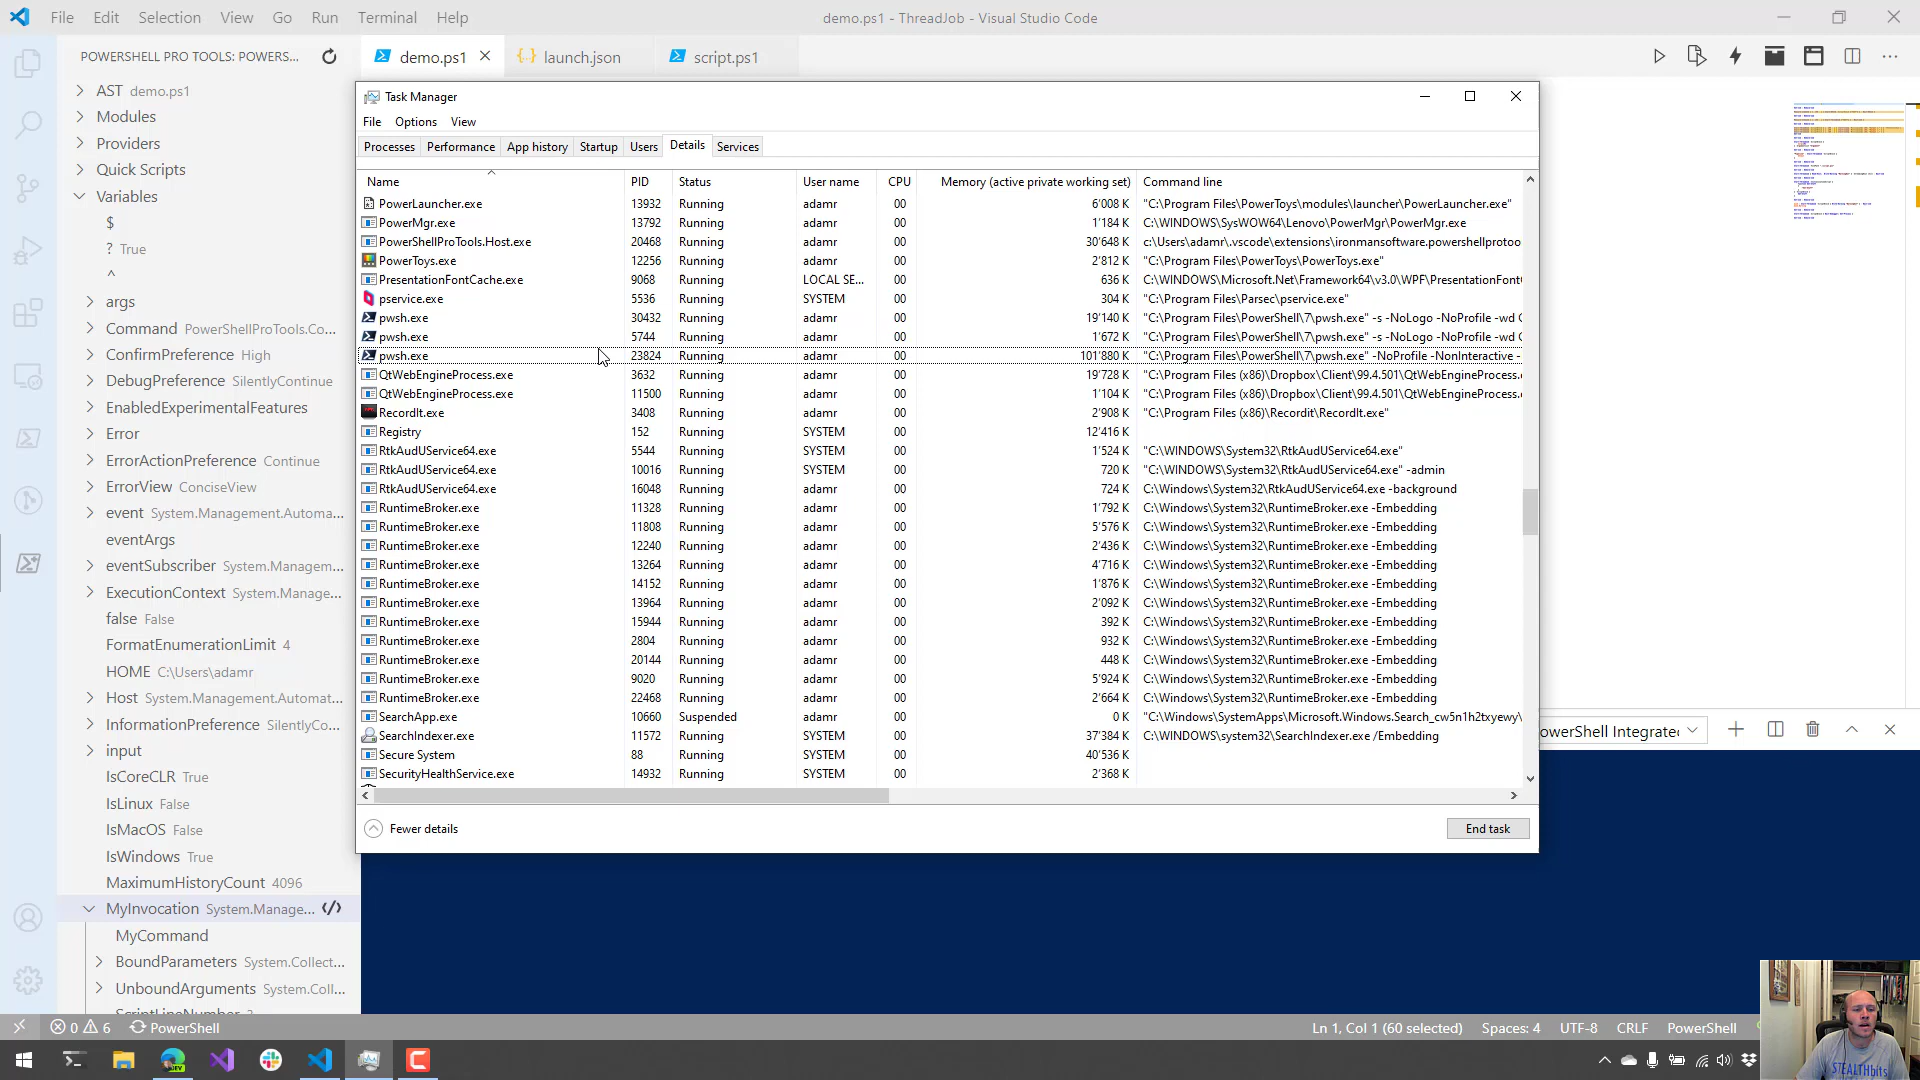 File Edit Selection View Go Run Terminal Help
demo.ps1 - ThreadJob - Visual Studio Code
POWERSHELL PRO TOOLS: POWERS...
demo.ps1
launch.json
script.ps1
AST demo.ps1
Modules
Providers
Quick Scripts
Variables
$
? True
^
args
Command PowerShellProTools.Co...
ConfirmPreference High
DebugPreference SilentlyContinue
EnabledExperimentalFeatures
Error
ErrorActionPreference Continue
ErrorView ConciseView
event System.Management.Automa...
eventArgs
eventSubscriber System.Managem...
ExecutionContext System.Manage...
false False
FormatEnumerationLimit 4
HOME C:\Users\adamr
Host System.Management.Automat...
InformationPreference SilentlyCo...
input
IsCoreCLR True
IsLinux False
IsMacOS False
IsWindows True
MaximumHistoryCount 4096
MyInvocation System.Manage...
MyCommand
BoundParameters System.Collect...
UnboundArguments System.Coll...
Task Manager
File Options View
Processes Performance App history Startup Users Details Services
Name PID Status User name CPU Memory (active private working set) Command line
PowerLauncher.exe 13932 Running adamr 00 6'008 K "C:\Program Files\PowerToys\modules\launcher\PowerLauncher.exe"
PowerMgr.exe 13792 Running adamr 00 1'184 K C:\WINDOWS\SysWOW64\Lenovo\PowerMgr\PowerMgr.exe
PowerShellProTools.Host.exe 20468 Running adamr 00 30'648 K c:\Users\adamr\.vscode\extensions\ironmansoftware.powershellprotoo
PowerToys.exe 12256 Running adamr 00 2'812 K "C:\Program Files\PowerToys\PowerToys.exe"
PresentationFontCache.exe 9068 Running LOCAL SE... 00 636 K C:\WINDOWS\Microsoft.Net\Framework64\v3.0\WPF\PresentationFont
pservice.exe 5536 Running SYSTEM 00 304 K "C:\Program Files\Parsec\pservice.exe"
pwsh.exe 30432 Running adamr 00 19'140 K "C:\Program Files\PowerShell\7\pwsh.exe" -s -NoLogo -NoProfile -wd
pwsh.exe 5744 Running adamr 00 1'672 K "C:\Program Files\PowerShell\7\pwsh.exe" -s -NoLogo -NoProfile -wd
pwsh.exe 23824 Running adamr 00 101'880 K "C:\Program Files\PowerShell\7\pwsh.exe" -NoProfile -NonInteractive -
QtWebEngineProcess.exe 3632 Running adamr 00 19'728 K "C:\Program Files (x86)\Dropbox\Client\99.4.501\QtWebEngineProcess.e
QtWebEngineProcess.exe 11500 Running adamr 00 1'104 K "C:\Program Files (x86)\Dropbox\Client\99.4.501\QtWebEngineProcess.e
RecordIt.exe 3408 Running adamr 00 2'908 K "C:\Program Files (x86)\Recordit\RecordIt.exe"
Registry 152 Running SYSTEM 00 12'416 K
RtkAudUService64.exe 5544 Running SYSTEM 00 1'524 K "C:\WINDOWS\System32\RtkAudUService64.exe"
RtkAudUService64.exe 10016 Running SYSTEM 00 720 K "C:\WINDOWS\System32\RtkAudUService64.exe" -admin
RtkAudUService64.exe 16048 Running adamr 00 724 K C:\Windows\System32\RtkAudUService64.exe -background
RuntimeBroker.exe 11328 Running adamr 00 1'792 K C:\Windows\System32\RuntimeBroker.exe -Embedding
RuntimeBroker.exe 11808 Running adamr 00 5'576 K C:\Windows\System32\RuntimeBroker.exe -Embedding
RuntimeBroker.exe 12240 Running adamr 00 2'436 K C:\Windows\System32\RuntimeBroker.exe -Embedding
RuntimeBroker.exe 13264 Running adamr 00 4'716 K C:\Windows\System32\RuntimeBroker.exe -Embedding
RuntimeBroker.exe 14152 Running adamr 00 1'876 K C:\Windows\System32\RuntimeBroker.exe -Embedding
RuntimeBroker.exe 13964 Running adamr 00 2'092 K C:\Windows\System32\RuntimeBroker.exe -Embedding
RuntimeBroker.exe 15944 Running adamr 00 392 K C:\Windows\System32\RuntimeBroker.exe -Embedding
RuntimeBroker.exe 2804 Running adamr 00 932 K C:\Windows\System32\RuntimeBroker.exe -Embedding
RuntimeBroker.exe 20144 Running adamr 00 448 K C:\Windows\System32\RuntimeBroker.exe -Embedding
RuntimeBroker.exe 9020 Running adamr 00 5'924 K C:\Windows\System32\RuntimeBroker.exe -Embedding
RuntimeBroker.exe 22468 Running adamr 00 2'664 K C:\Windows\System32\RuntimeBroker.exe -Embedding
SearchApp.exe 10660 Suspended adamr 00 0 K "C:\Windows\SystemApps\Microsoft.Windows.Search_cw5n1h2txyewy\
SearchIndexer.exe 11572 Running SYSTEM 00 37'384 K C:\WINDOWS\system32\SearchIndexer.exe /Embedding
Secure System 88 Running SYSTEM 00 40'536 K
SecurityHealthService.exe 14932 Running SYSTEM 00 2'368 K
Fewer details
End task
owerShell Integrate
0 6 PowerShell
Ln 1, Col 1 (60 selected) Spaces: 4 UTF-8 CRLF PowerShell
STEALTHbits